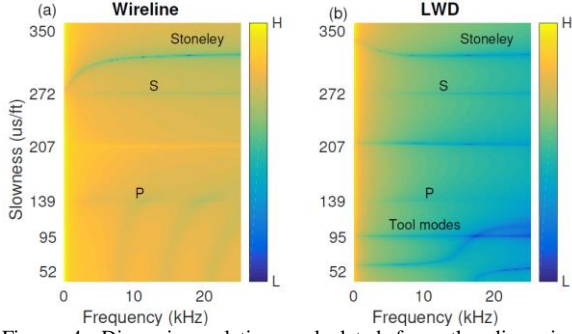 (a) Wireline
H
350
Stoneley
S
272
207
P
139
95
52
L
Slowness (us/ft)
0 10 20
Frequency (kHz)
(b) LWD
H
350
Stoneley
S
272
207
P
139
Tool modes
95
52
L
0 10 20
Frequency (kHz)